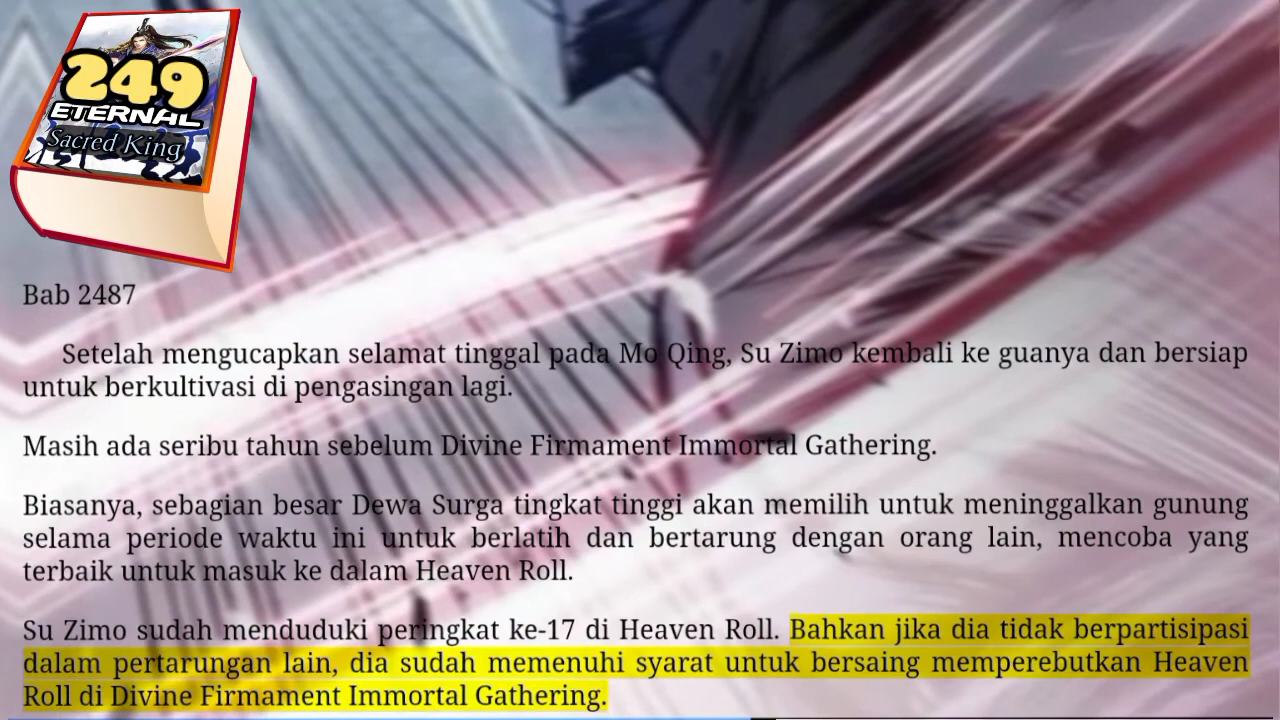 249
ETERNAL
Sacred King
Bab 2487
Setelah mengucapkan selamat tinggal pada Mo Qing, Su Zimo kembali ke guanya dan bersiap
untuk berkultivasi di pengasingan lagi.
Masih ada seribu tahun sebelum Divine Firmament Immortal Gathering.
Biasanya, sebagian besar Dewa Surga tingkat tinggi akan memilih untuk meninggalkan gunung
selama periode waktu ini untuk berlatih dan bertarung dengan orang lain, mencoba yang
terbaik untuk masuk ke dalam Heaven Roll.
Su Zimo sudah menduduki peringkat ke-17 di Heaven Roll. Bahkan jika dia tidak berpartisipasi
dalam pertarungan lain, dia sudah memenuhi syarat untuk bersaing memperebutkan Heaven
Roll di Divine Firmament Immortal Gathering.